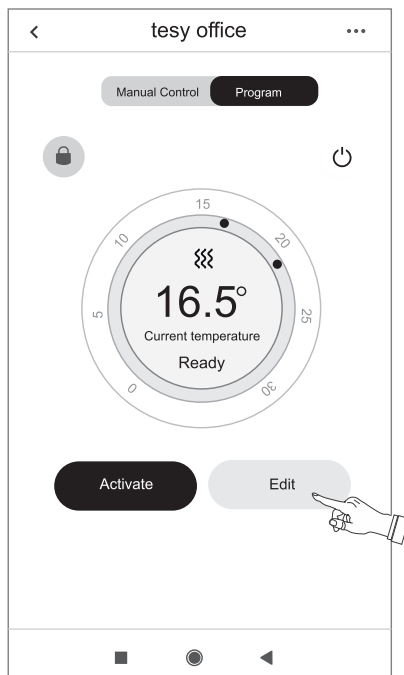 tesy office
Manual Control Program
15
10 20
5 25
0 30
16.5°
Current temperature
Ready
Activate Edit